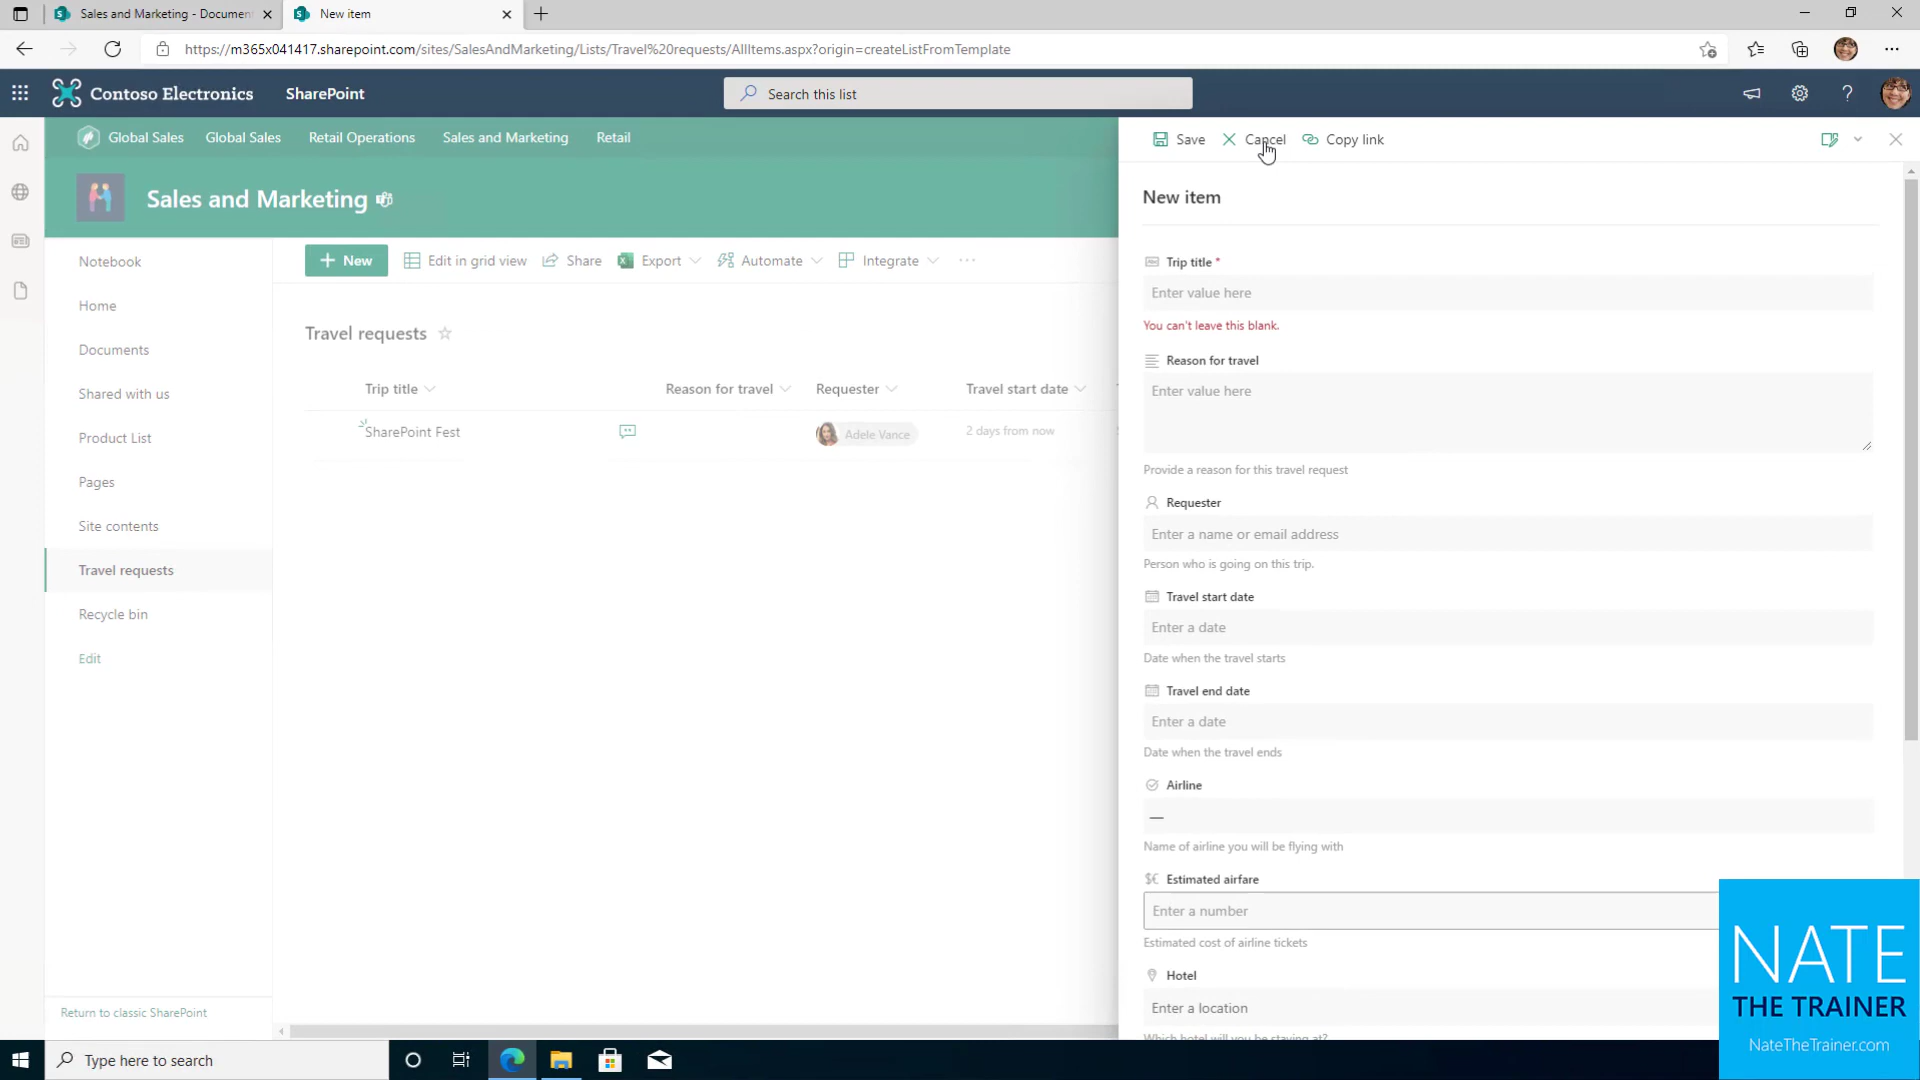 Sales and Marketing - Documen
New item
https://m365x041417.sharepoint.com/sites/SalesAndMarketing/Lists/Travel%20requests/AllItems.aspx?origin=createListFromTemplate
Contoso Electronics
SharePoint
Search this list
Global Sales
Global Sales
Retail Operations
Sales and Marketing
Retail
Sales and Marketing
Notebook
Home
Documents
Shared with us
Product List
Pages
Site contents
Travel requests
Recycle bin
Edit
Return to classic SharePoint
+ New
Edit in grid view
Share
Export
Automate
Integrate
...
Travel requests
Trip title
Reason for travel
Requester
Travel start date
SharePoint Fest
Adele Vance
2 days from now
Save
Cancel
Copy link
New item
Trip title *
Enter value here
You can't leave this blank.
Reason for travel
Enter value here
Provide a reason for this travel request
Requester
Enter a name or email address
Person who is going on this trip.
Travel start date
Enter a date
Date when the travel starts
Travel end date
Enter a date
Date when the travel ends
Airline
—
Name of airline you will be flying with
Estimated airfare
Enter a number
Estimated cost of airline tickets
Hotel
Enter a location
Which hotel will you be staying at?
NATE
THE TRAINER
NateTheTrainer.com
Type here to search